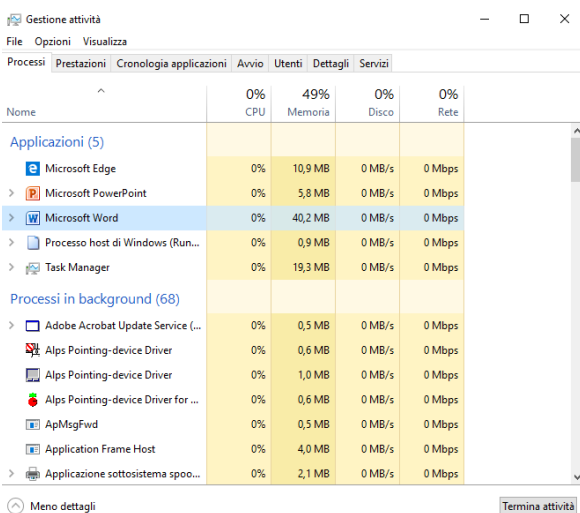 Gestione attività
File Opzioni Visualizza
Processi Prestazioni Cronologia applicazioni Avvio Utenti Dettagli Servizi
0% 49% 0% 0%
Nome CPU Memoria Disco Rete
Applicazioni (5)
Microsoft Edge 0% 10,9 MB 0 MB/s 0 Mbps
Microsoft PowerPoint 0% 5,8 MB 0 MB/s 0 Mbps
Microsoft Word 0% 40,2 MB 0 MB/s 0 Mbps
Processo host di Windows (Run... 0% 0,9 MB 0 MB/s 0 Mbps
Task Manager 0% 19,3 MB 0 MB/s 0 Mbps
Processi in background (68)
Adobe Acrobat Update Service (... 0% 0,5 MB 0 MB/s 0 Mbps
Alps Pointing-device Driver 0% 0,6 MB 0 MB/s 0 Mbps
Alps Pointing-device Driver 0% 1,0 MB 0 MB/s 0 Mbps
Alps Pointing-device Driver for ... 0% 0,6 MB 0 MB/s 0 Mbps
ApMsgFwd 0% 0,5 MB 0 MB/s 0 Mbps
Application Frame Host 0% 4,0 MB 0 MB/s 0 Mbps
Applicazione sottosistema spoo... 0% 2,1 MB 0 MB/s 0 Mbps
Meno dettagli Termina attività